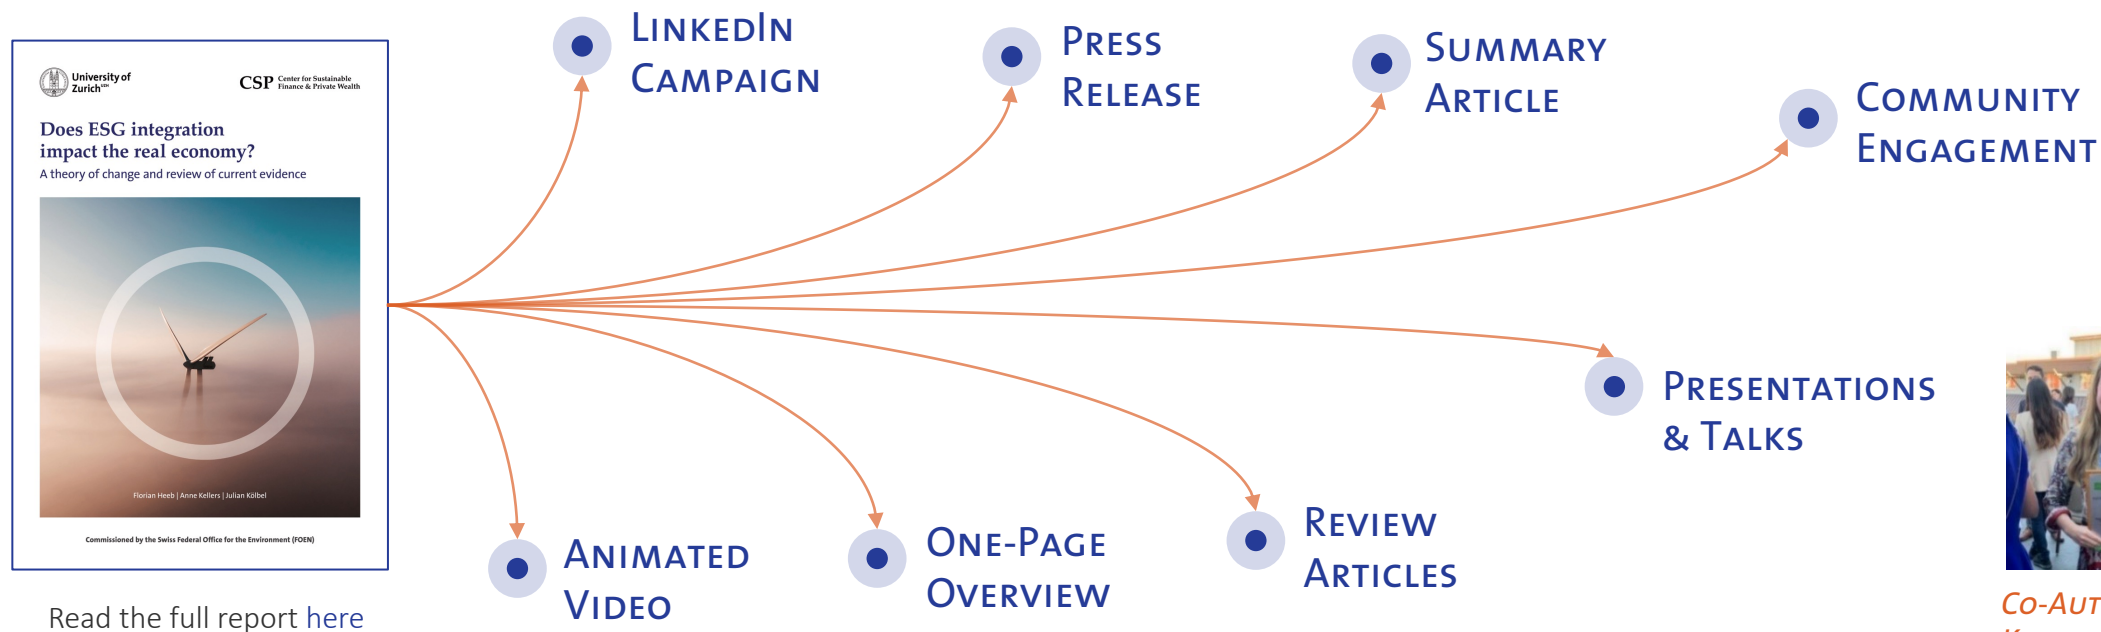 University of
Zurich UZH
CSP Center for Sustainable
Finance & Private Wealth
Does ESG integration
impact the real economy?
A theory of change and review of current evidence
Florian Heeb | Anne Kellers | Julian Kölbel
Commissioned by the Swiss Federal Office for the Environment (FOEN)
Read the full report here
LinkedIn
Campaign
Press
Release
Summary
Article
Community
Engagement
Presentations
& Talks
Animated
Video
One-Page
Overview
Review
Articles
Co-Aut